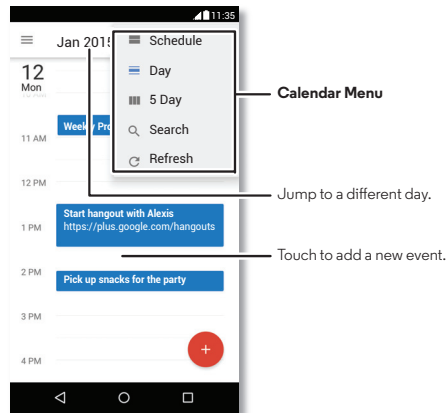 11:35
Jan 2015
Schedule
12
Mon
Day
5 Day
Calendar Menu
Search
Weekly Pro
11 AM
Refresh
12 PM
Jump to a different day.
Start hangout with Alexis
https://plus.google.com/hangouts
1 PM
Touch to add a new event.
2 PM
Pick up snacks for the party
3 PM
4 PM